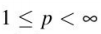 1 ≤ p < ∞